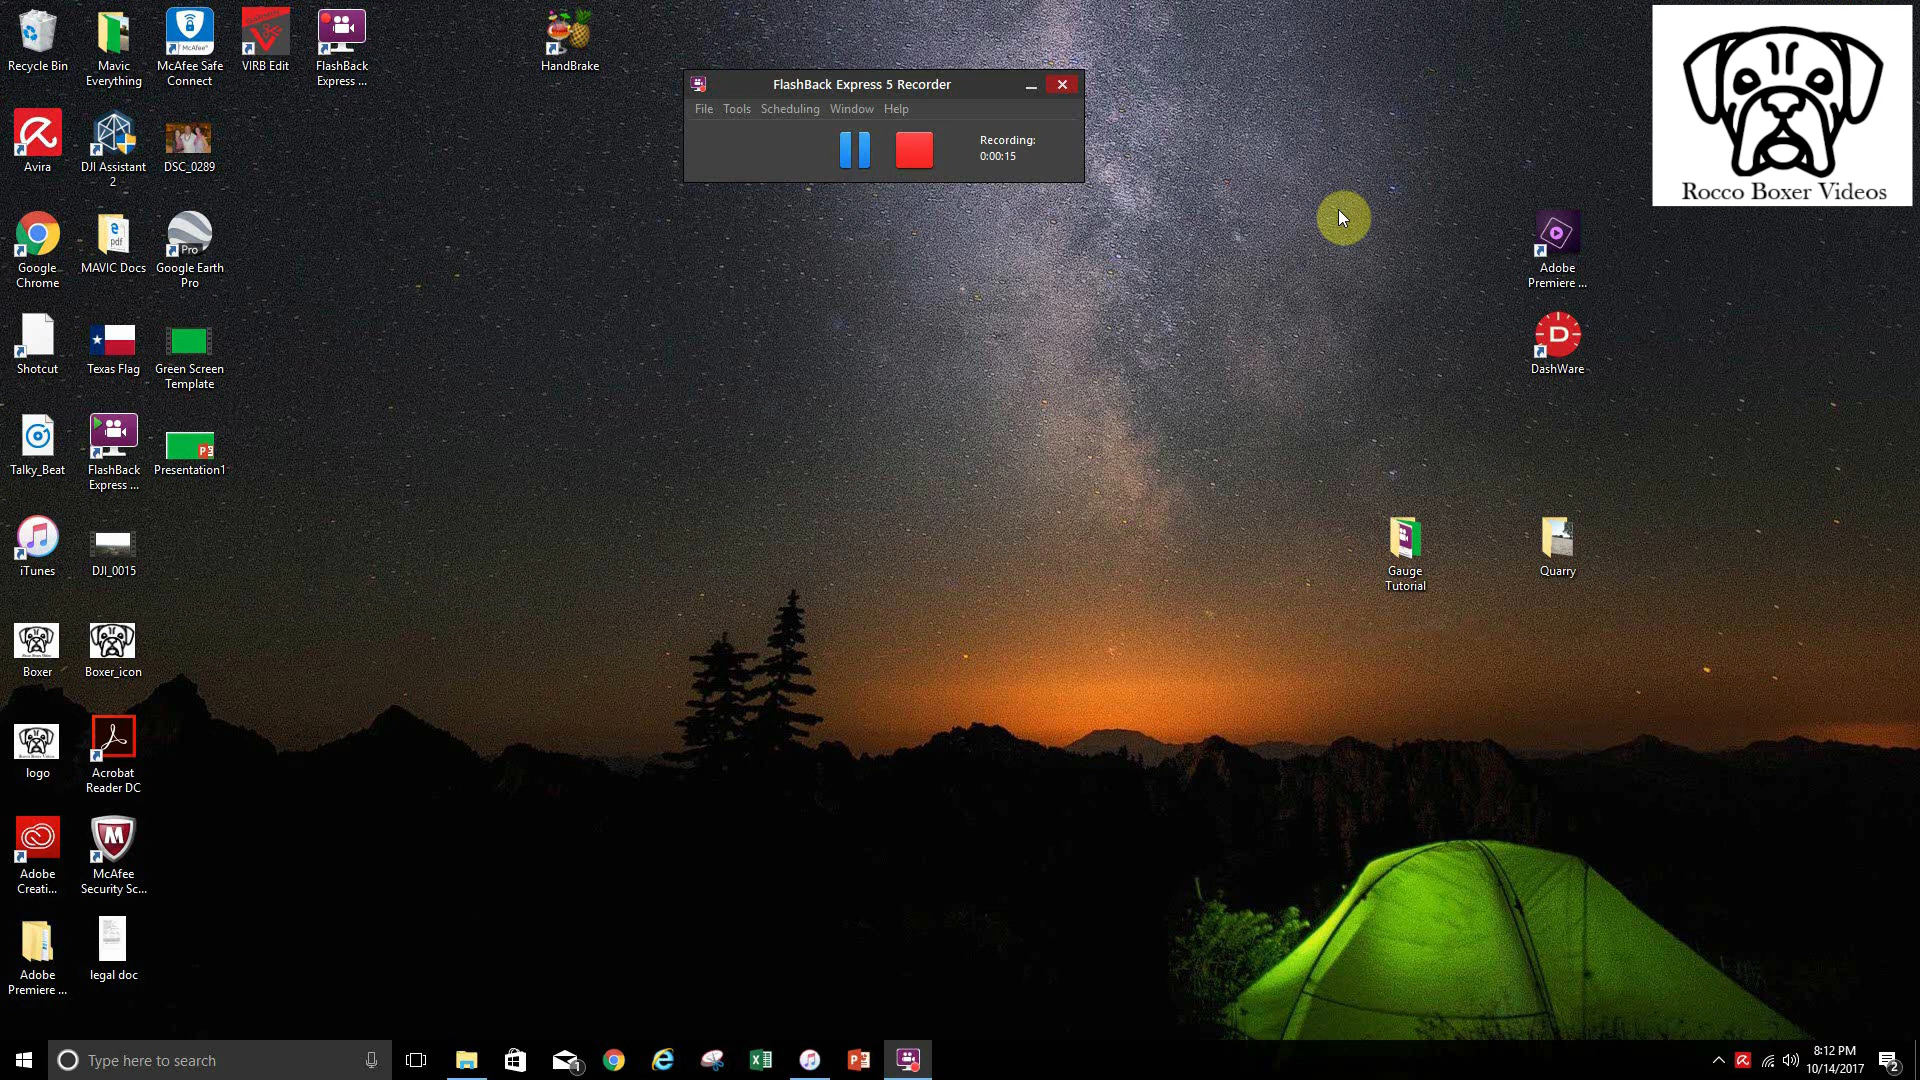 Recycle Bin
Mavic
Everything
McAfee Safe
Connect
VIRB Edit
FlashBack
Express ...
HandBrake
FlashBack Express 5 Recorder
File Tools Scheduling Window Help
Recording:
0:00:15
Rocco Boxer Videos
Avira
DJI Assistant
2
DSC_0289
Google
Chrome
MAVIC Docs
Google Earth
Pro
Adobe
Premiere ...
Shotcut
Texas Flag
Green Screen
Template
DashWare
Talky_Beat
FlashBack
Express ...
Presentation1
iTunes
DJI_0015
Gauge
Tutorial
Quarry
Boxer
Boxer_icon
logo
Acrobat
Reader DC
Adobe
Creati...
McAfee
Security Sc...
Adobe
Premiere ...
legal doc
Type here to search
1
8:12 PM
10/14/2017
2